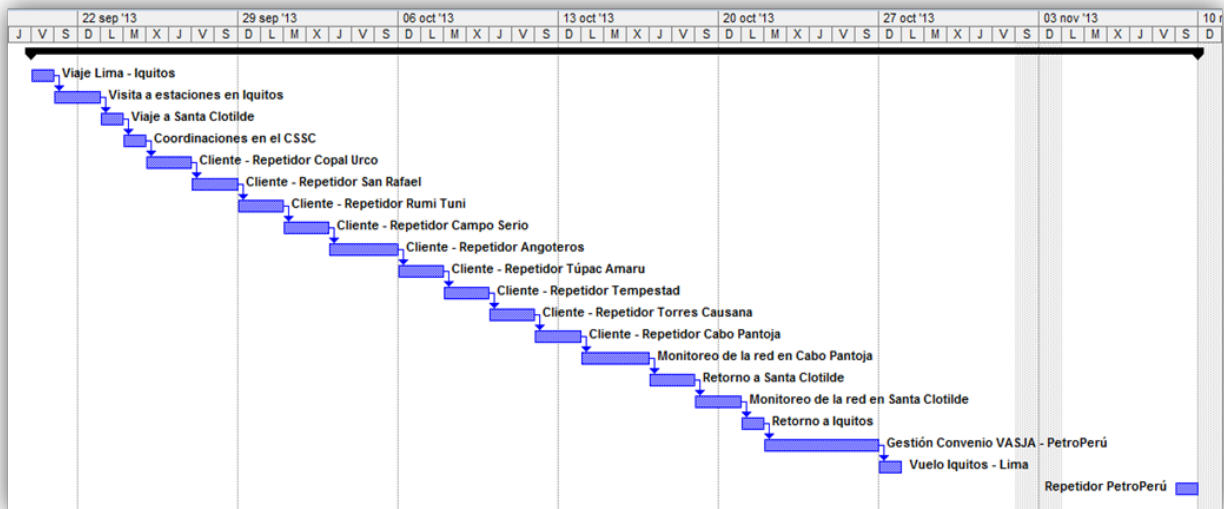 22 sep '13 29 sep '13 06 oct '13 13 oct '13 20 oct '13 27 oct '13 03 nov '13 10 n
J V S D L M X J V S D L M X J V S D L M X J V S D L M X J V S D L M X J V S D L M X J V S D L M X J V S D
Viaje Lima - Iquitos
Visita a estaciones en Iquitos
Viaje a Santa Clotilde
Coordinaciones en el CSSC
Cliente - Repetidor Copal Urco
Cliente - Repetidor San Rafael
Cliente - Repetidor Rumi Tuni
Cliente - Repetidor Campo Serio
Cliente - Repetidor Angoteros
Cliente - Repetidor Túpac Amaru
Cliente - Repetidor Tempestad
Cliente - Repetidor Torres Causana
Cliente - Repetidor Cabo Pantoja
Monitoreo de la red en Cabo Pantoja
Retorno a Santa Clotilde
Monitoreo de la red en Santa Clotilde
Retorno a Iquitos
Gestión Convenio VASJA - PetroPerú
Vuelo Iquitos - Lima
Repetidor PetroPerú